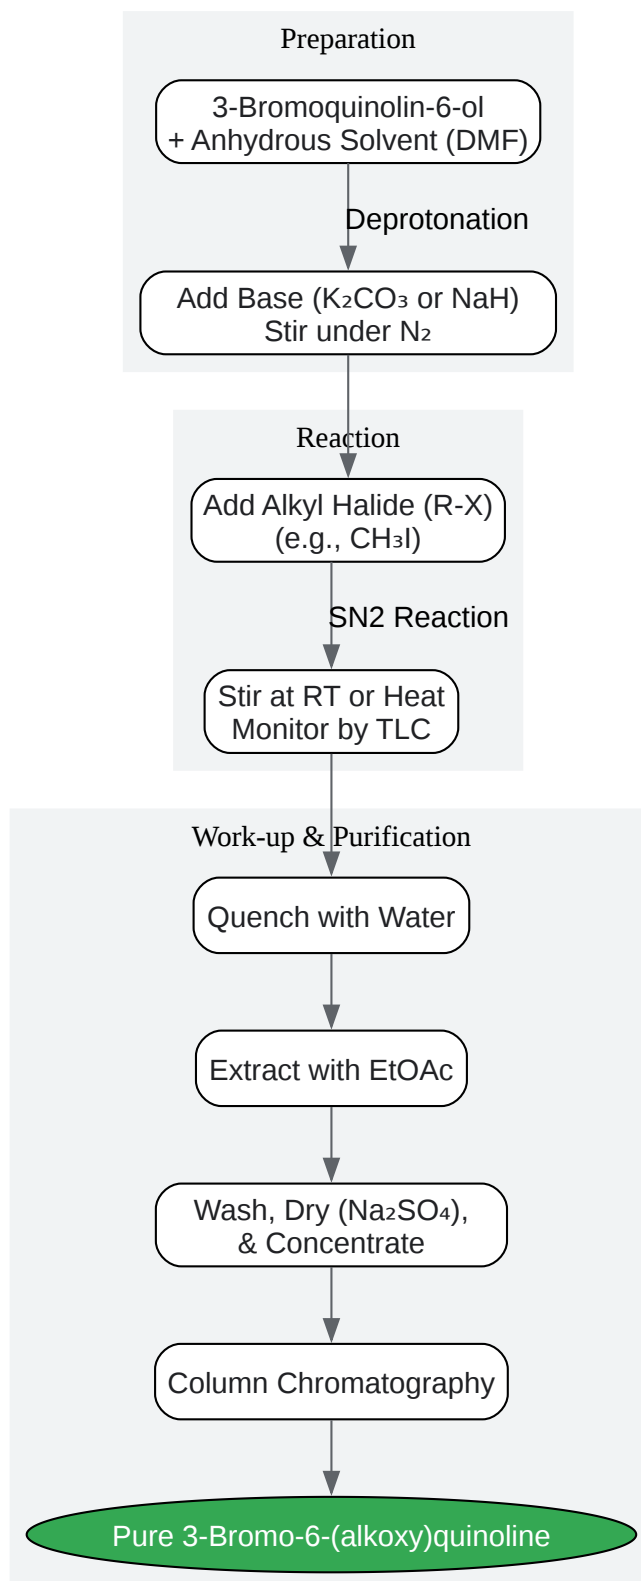 Preparation
3-Bromoquinolin-6-ol
+ Anhydrous Solvent (DMF)
Deprotonation
Add Base (K₂CO₃ or NaH)
Stir under N₂
Reaction
Add Alkyl Halide (R-X)
(e.g., CH₃I)
SN2 Reaction
Stir at RT or Heat
Monitor by TLC
Work-up & Purification
Quench with Water
Extract with EtOAc
Wash, Dry (Na₂SO₄),
& Concentrate
Column Chromatography
Pure 3-Bromo-6-(alkoxy)quinoline